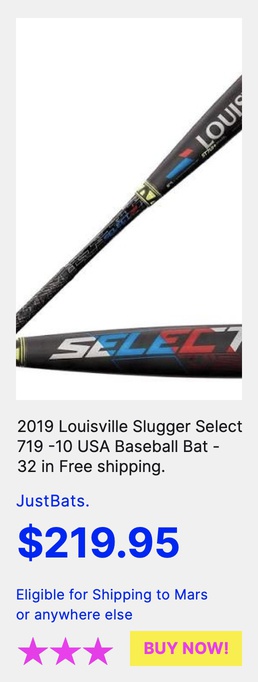 LOUIS
SELECT
2019 Louisville Slugger Select
719 -10 USA Baseball Bat -
32 in Free shipping.
JustBats.
$219.95
Eligible for Shipping to Mars
or anywhere else
BUY NOW!